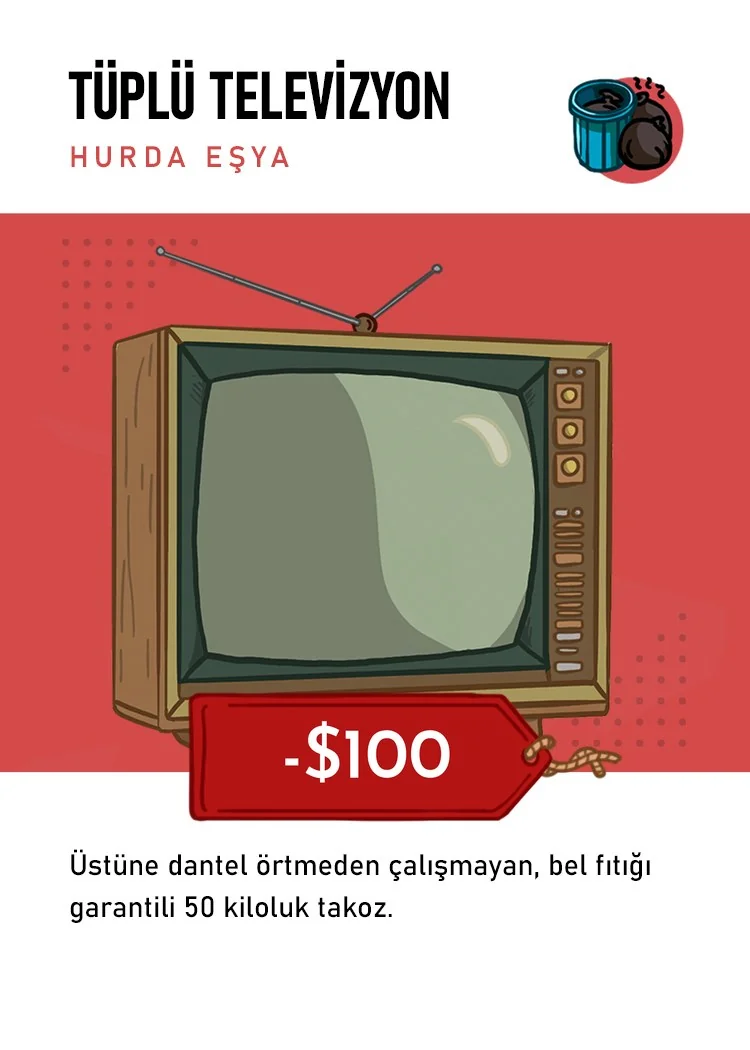 TÜPLÜ TELEVİZYON
HURDA EŞYA
-$100
Üstüne dantel örtmeden çalışmayan, bel fıtığı
garantili 50 kiloluk takoz.